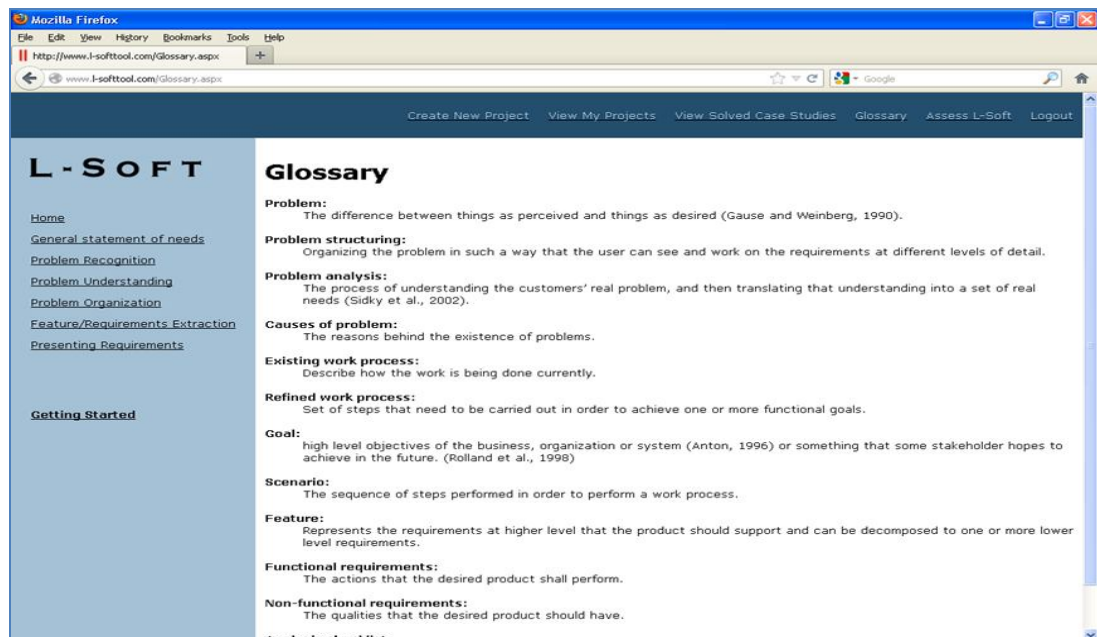 Mozilla Firefox
File Edit View History Bookmarks Tools Help
http://www.l-softtool.com/Glossary.aspx
www.l-softtool.com/Glossary.aspx
Google
Create New Project View My Projects View Solved Case Studies Glossary Assess L-Soft Logout
L-SOFT
Home
General statement of needs
Problem Recognition
Problem Understanding
Problem Organization
Feature/Requirements Extraction
Presenting Requirements
Getting Started
Glossary
Problem:
The difference between things as perceived and things as desired (Gause and Weinberg, 1990).
Problem structuring:
Organizing the problem in such a way that the user can see and work on the requirements at different levels of detail.
Problem analysis:
The process of understanding the customers' real problem, and then translating that understanding into a set of real
needs (Sidky et al., 2002).
Causes of problem:
The reasons behind the existence of problems.
Existing work process:
Describe how the work is being done currently.
Refined work process:
Set of steps that need to be carried out in order to achieve one or more functional goals.
Goal:
high level objectives of the business, organization or system (Anton, 1996) or something that some stakeholder hopes to
achieve in the future. (Rolland et al., 1998)
Scenario:
The sequence of steps performed in order to perform a work process.
Feature:
Represents the requirements at higher level that the product should support and can be decomposed to one or more lower
level requirements.
Functional requirements:
The actions that the desired product shall perform.
Non-functional requirements:
The qualities that the desired product should have.